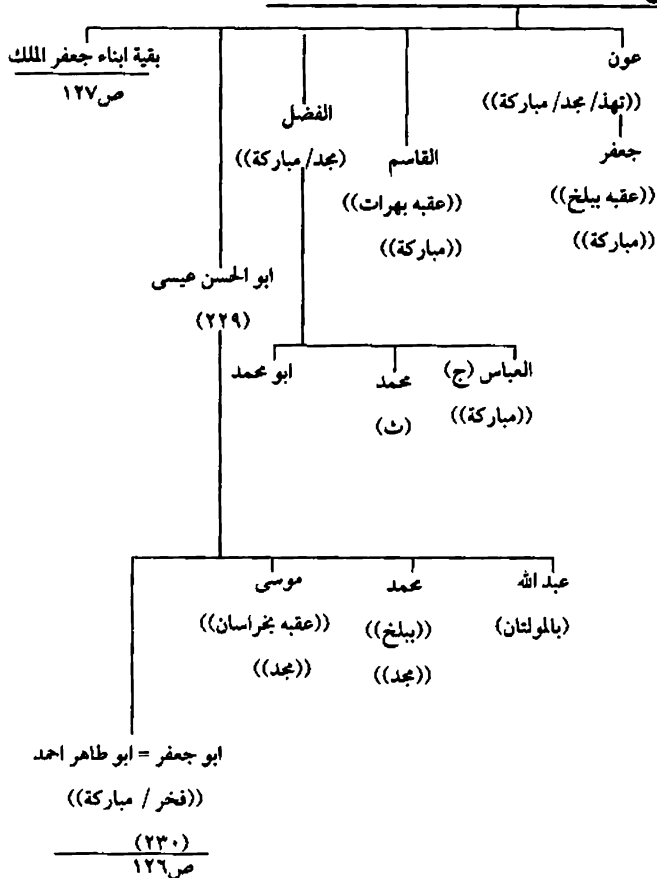 عون
((تهذ/ مجد/ مباركة))
جعفر
((عقبه ببلخ))
((مباركة))
القاسم
((عقبه بهرات))
((مباركة))
الفضل
(مجد/ مباركة))
بقية ابناء جعفر الملك
ص١٢٧
ابو الحسن عيسى
(٢٢٩)
العباس (ج)
((مباركة))
محمد
(ث)
ابو محمد
عبد الله
(بالمولتان)
محمد
((ببلخ))
((مجد))
موسى
((عقبه بخراسان))
((مجد))
ابو جعفر = ابو طاهر احمد
((فخر / مباركة))
(٢٣٠)
ص١٢٦